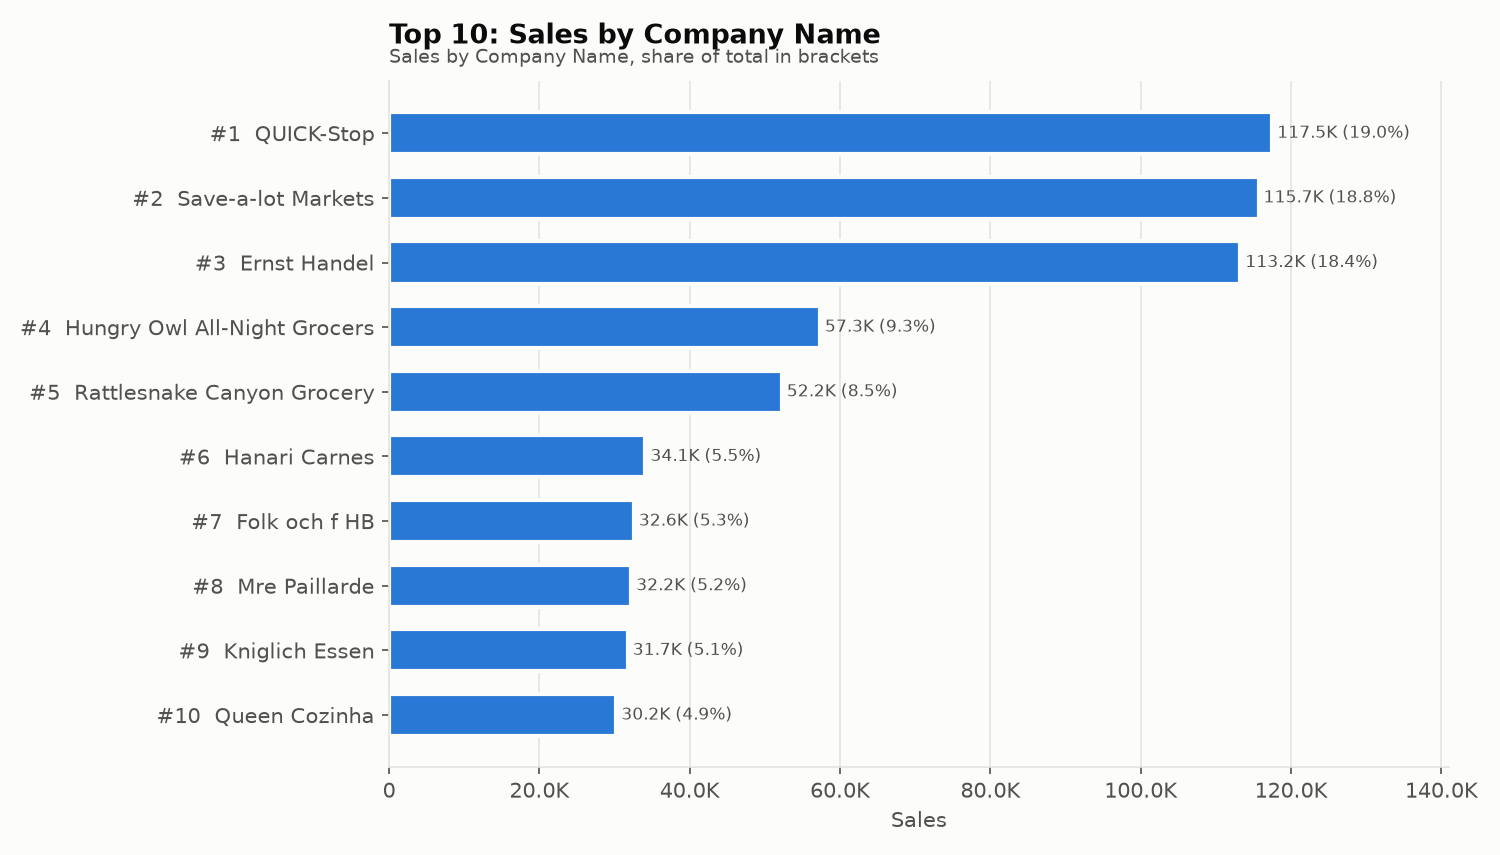 Top 10: Sales by Company Name
Sales by Company Name, share of total in brackets
#1 QUICK-Stop 117.5K (19.0%)
#2 Save-a-lot Markets 115.7K (18.8%)
#3 Ernst Handel 113.2K (18.4%)
#4 Hungry Owl All-Night Grocers 57.3K (9.3%)
#5 Rattlesnake Canyon Grocery 52.2K (8.5%)
#6 Hanari Carnes 34.1K (5.5%)
#7 Folk och f HB 32.6K (5.3%)
#8 Mre Paillarde 32.2K (5.2%)
#9 Kniglich Essen 31.7K (5.1%)
#10 Queen Cozinha 30.2K (4.9%)
0 20.0K 40.0K 60.0K 80.0K 100.0K 120.0K 140.0K
Sales